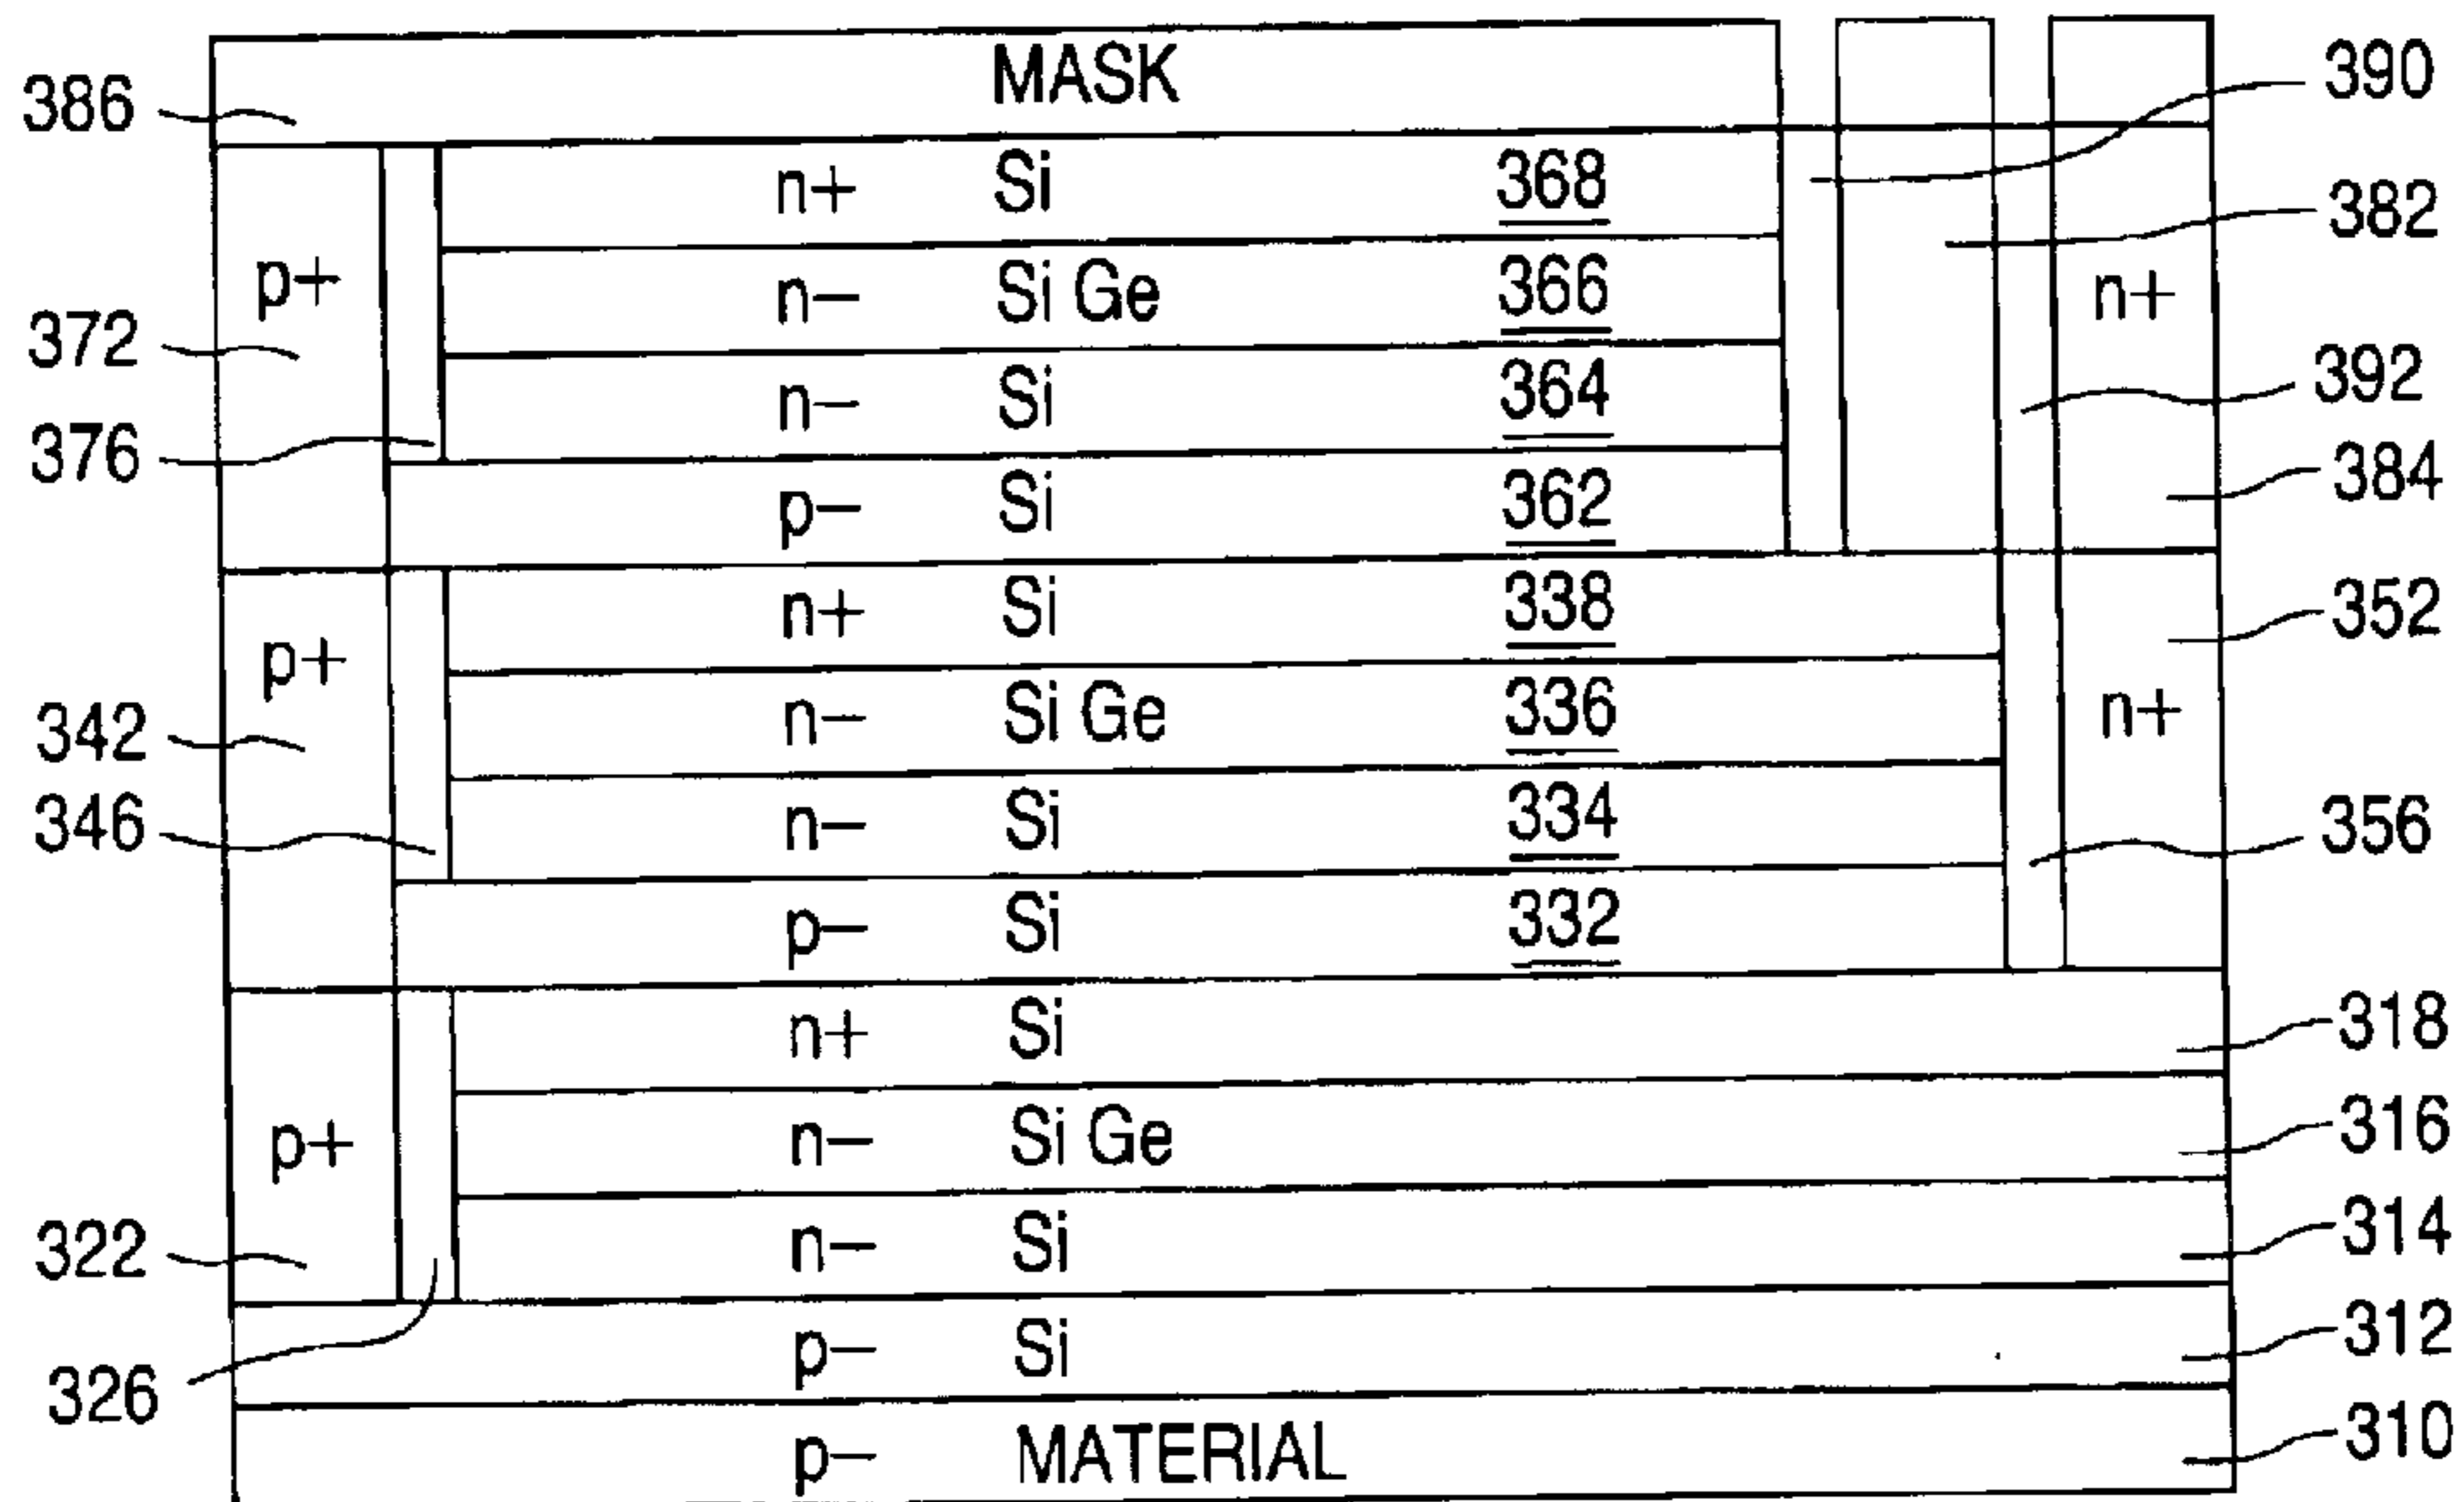 MASK
386
390
n+ Si 368
382
p+ n- Si Ge 366 n+
372
392
n- Si 364
376
384
p- Si 362
n+ Si 338
352
p+
342
n- Si Ge 336 n+
346
n- Si 334
356
p- Si 332
n+ Si
318
p+ n- Si Ge
316
322
n- Si
314
p- Si
312
326
p- MATERIAL
310